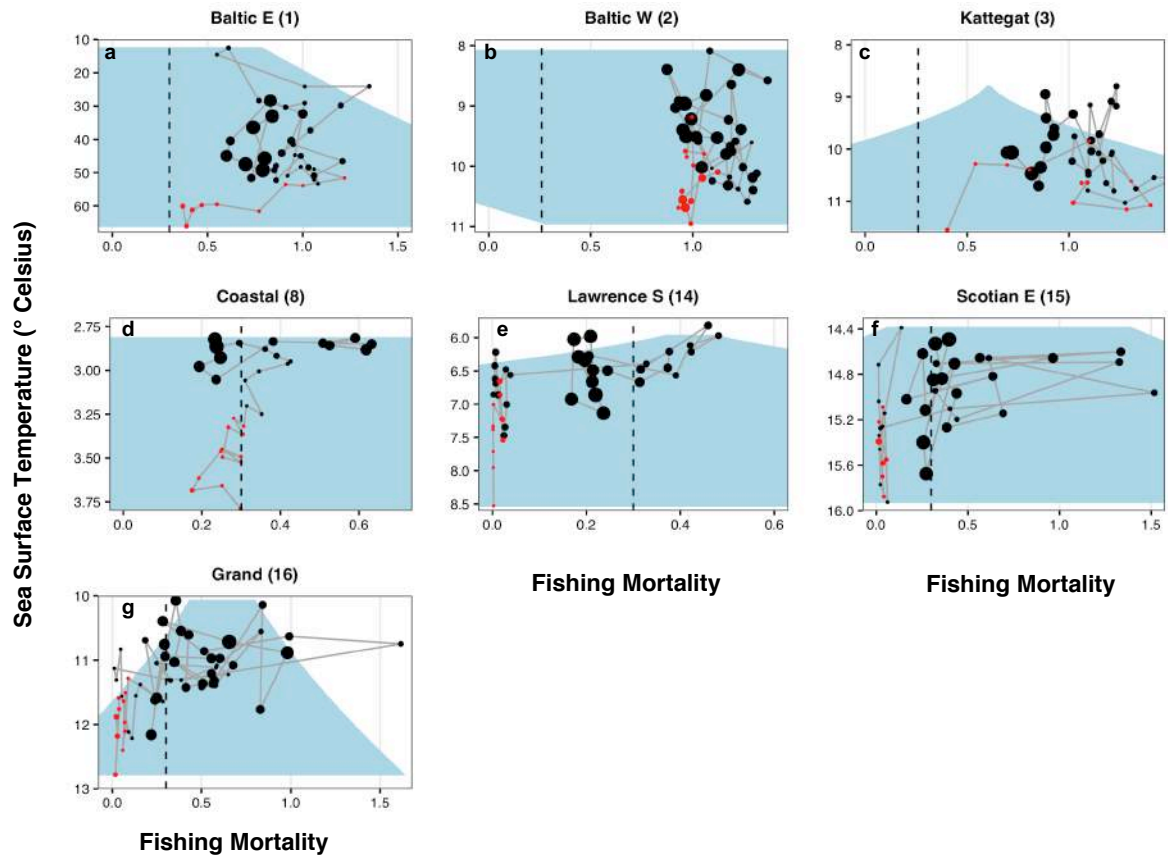 Baltic E (1)
Baltic W (2)
Kattegat (3)
a
10
20
30
40
50
60
0.0 0.5 1.0 1.5
b
8
9
10
11
0.0 0.5 1.0
c
8
9
10
11
0.0 0.5 1.0
Sea Surface Temperature (° Celsius)
Coastal (8)
Lawrence S (14)
Scotian E (15)
d
2.75
3.00
3.25
3.50
3.75
0.0 0.2 0.4 0.6
e
6.0
6.5
7.0
7.5
8.0
8.5
0.0 0.2 0.4 0.6
f
14.4
14.8
15.2
15.6
16.0
0.0 0.5 1.0 1.5
Fishing Mortality
Fishing Mortality
Grand (16)
g
10
11
12
13
0.0 0.5 1.0 1.5
Fishing Mortality